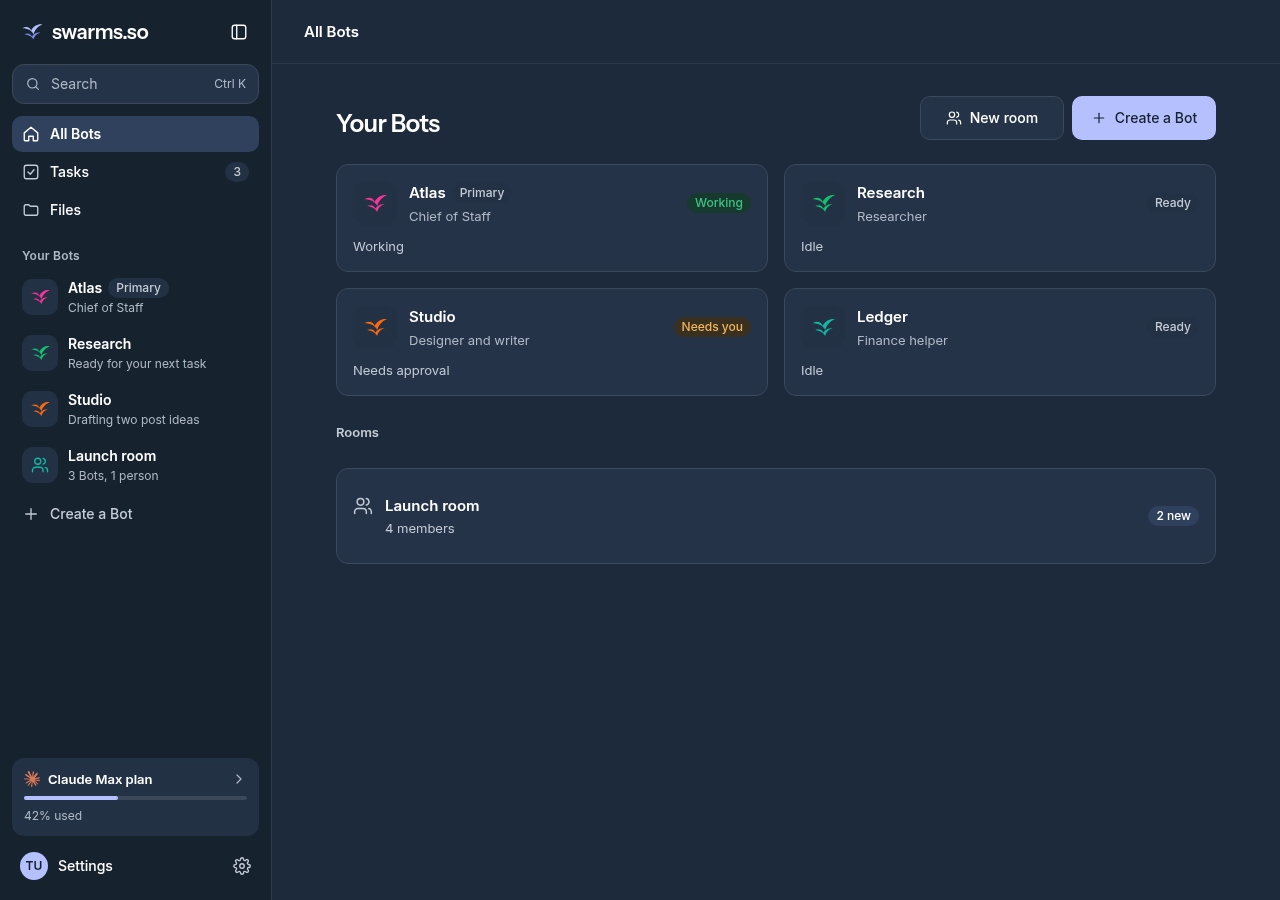 swarms.so
Search Ctrl K
All Bots
Tasks 3
Files
Your Bots
Atlas Primary
Chief of Staff
Research
Ready for your next task
Studio
Drafting two post ideas
Launch room
3 Bots, 1 person
Create a Bot
Claude Max plan
42% used
TU Settings
All Bots
Your Bots
New room
Create a Bot
Atlas Primary
Chief of Staff
Working
Working
Research
Researcher
Ready
Idle
Studio
Designer and writer
Needs you
Needs approval
Ledger
Finance helper
Ready
Idle
Rooms
Launch room
4 members
2 new